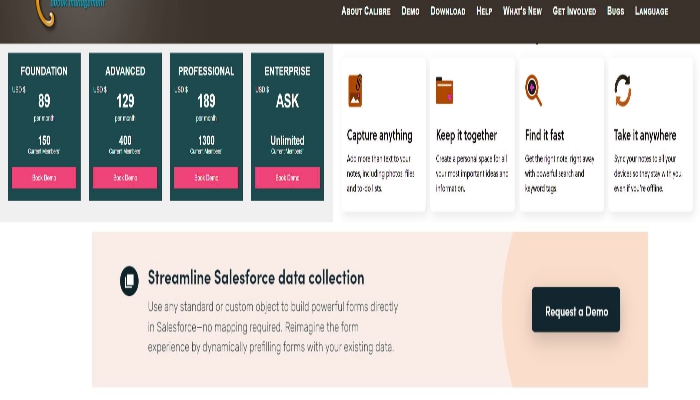 ebook management
About Calibre Demo Download Help What's New Get Involved Bugs Language
FOUNDATION
USD $
89
per month
150
Current Members'
Book Demo
ADVANCED
USD $
129
per month
400
Current Members'
Book Demo
PROFESSIONAL
USD $
189
per month
1300
Current Members'
Book Demo
ENTERPRISE
USD $
ASK
Unlimited
Current Members'
Book Demo
Capture anything
Add more than text to your
notes, including photos, files
and to-do lists.
Keep it together
Create a personal space for all
your most important ideas and
information.
Find it fast
Get the right note, right away
with powerful search and
keyword tags.
Take it anywhere
Sync your notes to all your
devices so they stay with you,
even if you're offline.
Streamline Salesforce data collection
Use any standard or custom object to build powerful forms directly
in Salesforce—no mapping required. Reimagine the form
experience by dynamically prefilling forms with your existing data.
Request a Demo